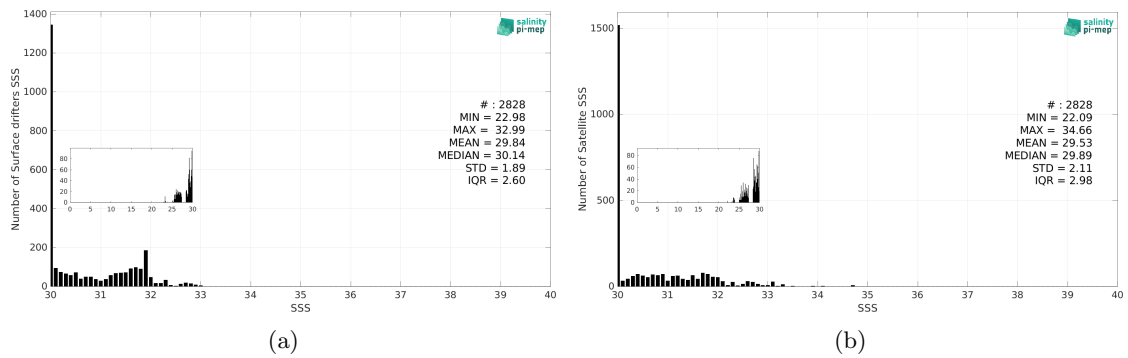 1400
1200
1000
800
600
400
200
0
Number of Surface drifters SSS
salinity
pi-mep
# : 2828
MIN = 22.98
MAX = 32.99
MEAN = 29.84
MEDIAN = 30.14
STD = 1.89
IQR = 2.60
80
60
40
20
0
0 5 10 15 20 25 30
30 31 32 33 34 35 36 37 38 39 40
SSS
(a)
1500
1000
500
0
Number of Satellite SSS
salinity
pi-mep
# : 2828
MIN = 22.09
MAX = 34.66
MEAN = 29.53
MEDIAN = 29.89
STD = 2.11
IQR = 2.98
80
60
40
20
0
0 5 10 15 20 25 30
30 31 32 33 34 35 36 37 38 39 40
SSS
(b)